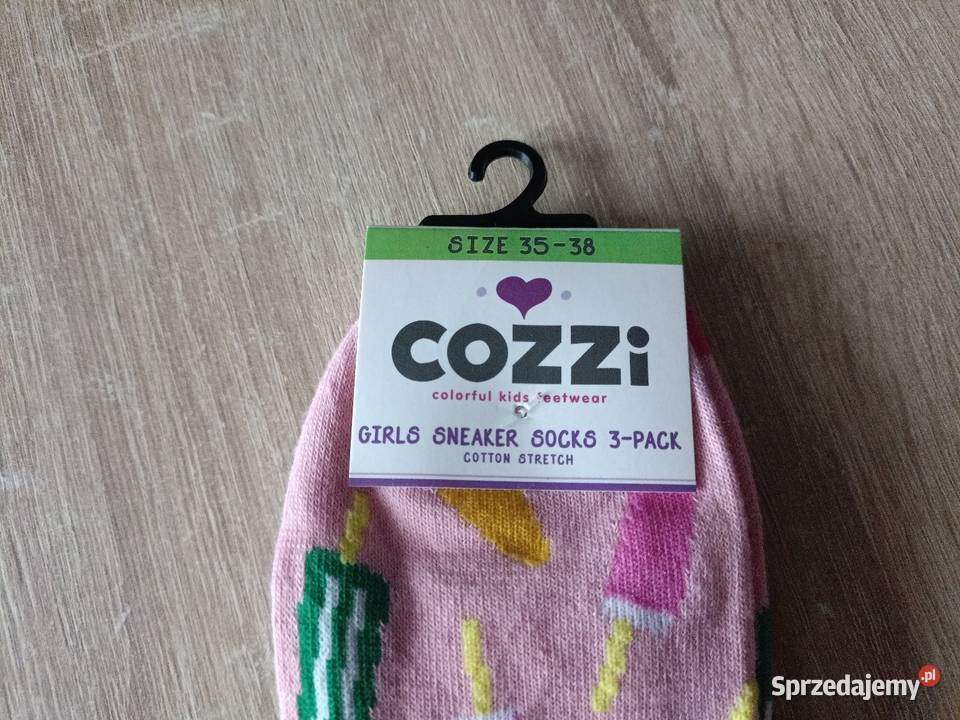 SIZE 35-38
COZZi
colorful kids feetwear
GIRLS SNEAKER SOCKS 3-PACK
COTTON STRETCH
Sprzedajemy.pl